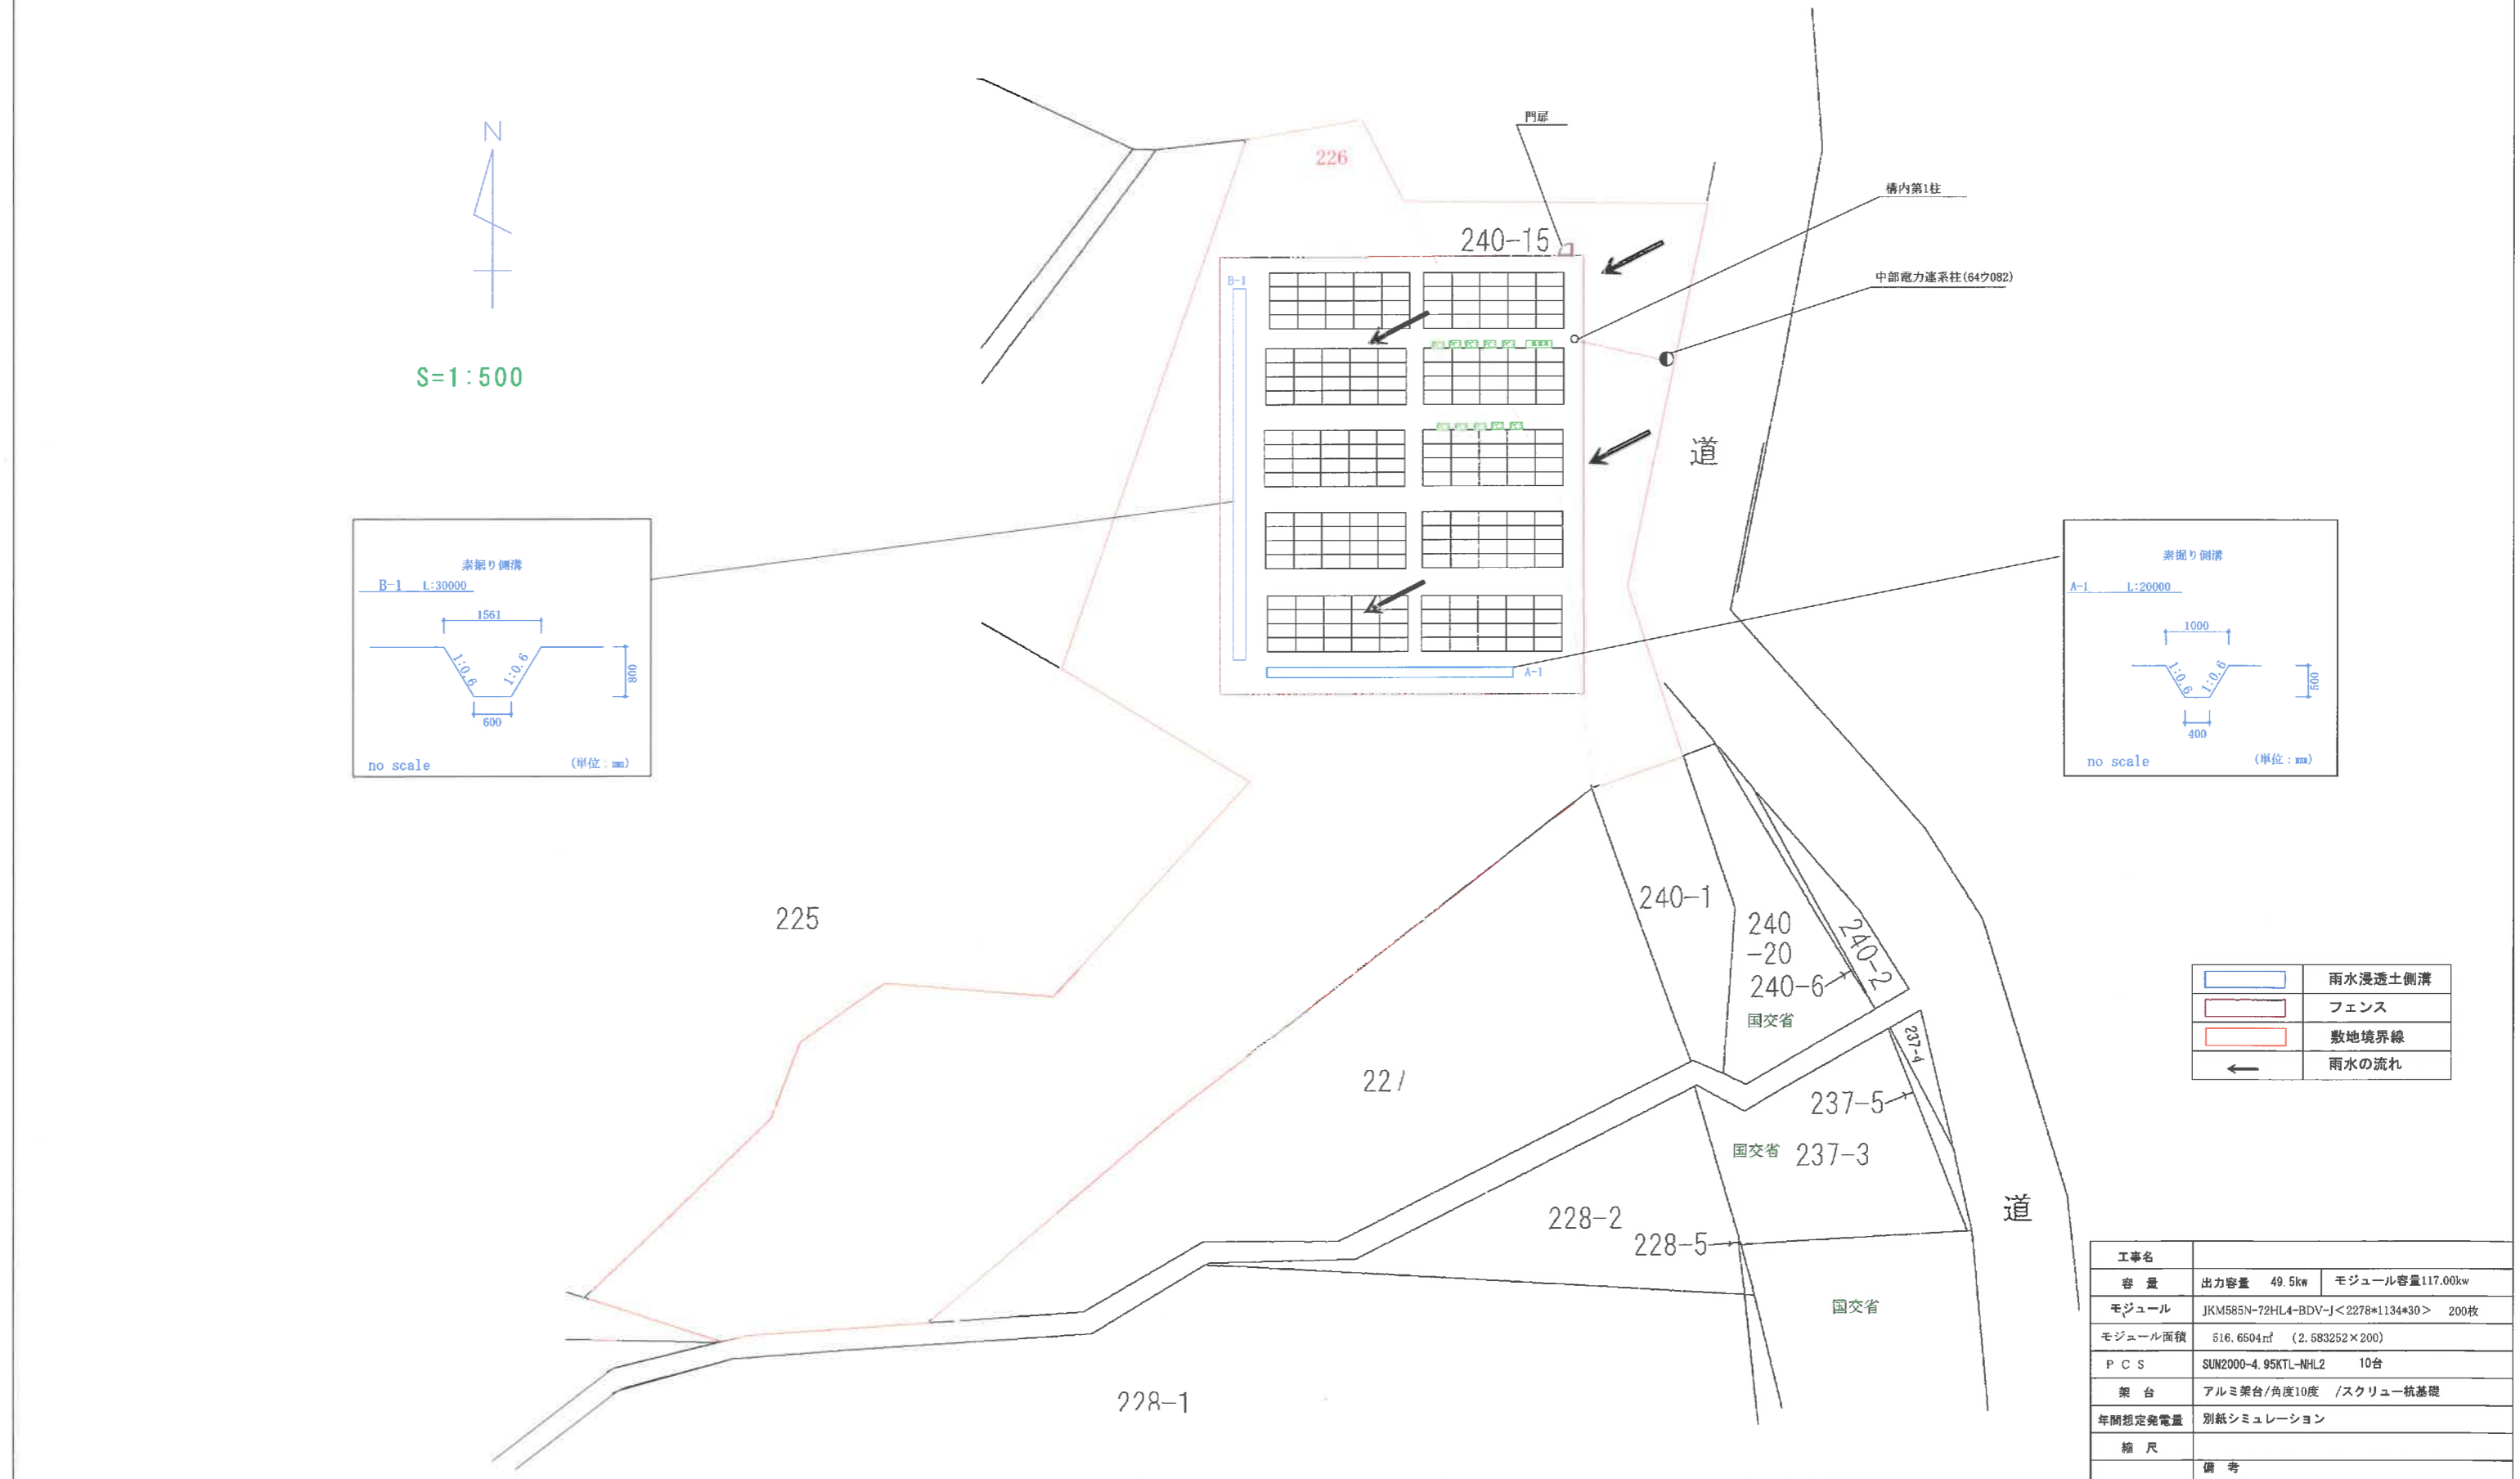 N
S=1:500
226
門扉
構内第1柱
240-15
中部電力連系柱(64ウ082)
B-1
A-1
道
素掘り側溝
B-1 L:30000
1561
1:0.6
1:0.6
800
600
no scale
(単位:mm)
素掘り側溝
A-1 L:20000
1000
1:0.6
1:0.6
500
400
no scale
(単位:mm)
225
240-1
240
-20
240-2
240-6
国交省
雨水浸透土側溝
フェンス
敷地境界線
雨水の流れ
237-4
237-5
国交省 237-3
228-2
228-5
道
国交省
228-1
工事名
容 量 出力容量 49.5kw モジュール容量117.00kw
モジュール JKM585N-72HL4-BDV-J<2278*1134*30> 200枚
モジュール面積 516.6504㎡ (2.583252×200)
P C S SUN2000-4.95KTL-NHL2 10台
架 台 アルミ架台/角度10度 /スクリュー杭基礎
年間想定発電量 別紙シミュレーション
縮 尺
備 考